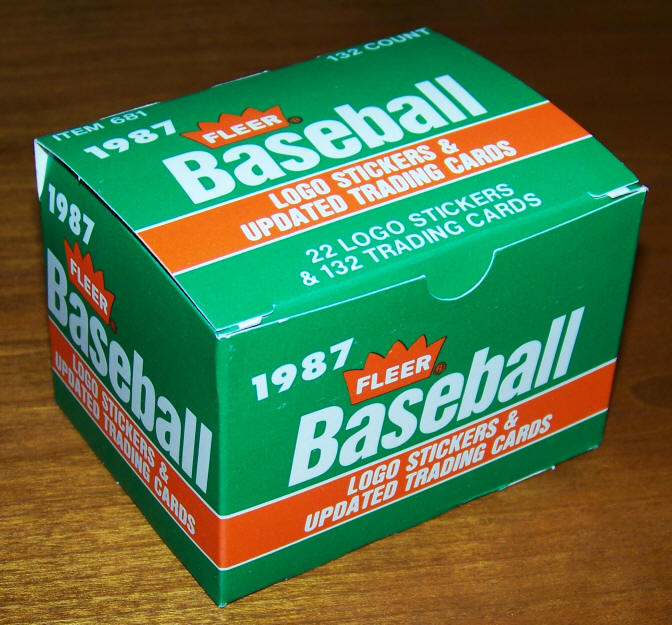 ITEM 681
132 COUNT
1987 FLEER®
Baseball
LOGO STICKERS &
UPDATED TRADING CARDS
22 LOGO STICKERS
& 132 TRADING CARDS
1987
FLEER
Baseball
LOGO STICKERS &
UPDATED TRADING CARDS
1987 FLEER®
Baseball
LOGO STICKERS &
UPDATED TRADING CARDS